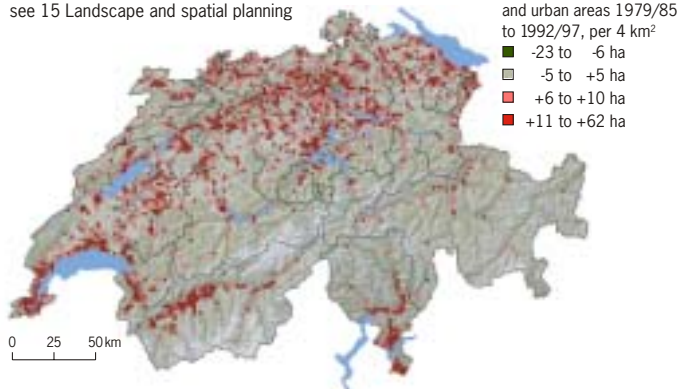 see 15 Landscape and spatial planning
and urban areas 1979/85
to 1992/97, per 4 km²
-23 to -6 ha
-5 to +5 ha
+6 to +10 ha
+11 to +62 ha
0 25 50 km